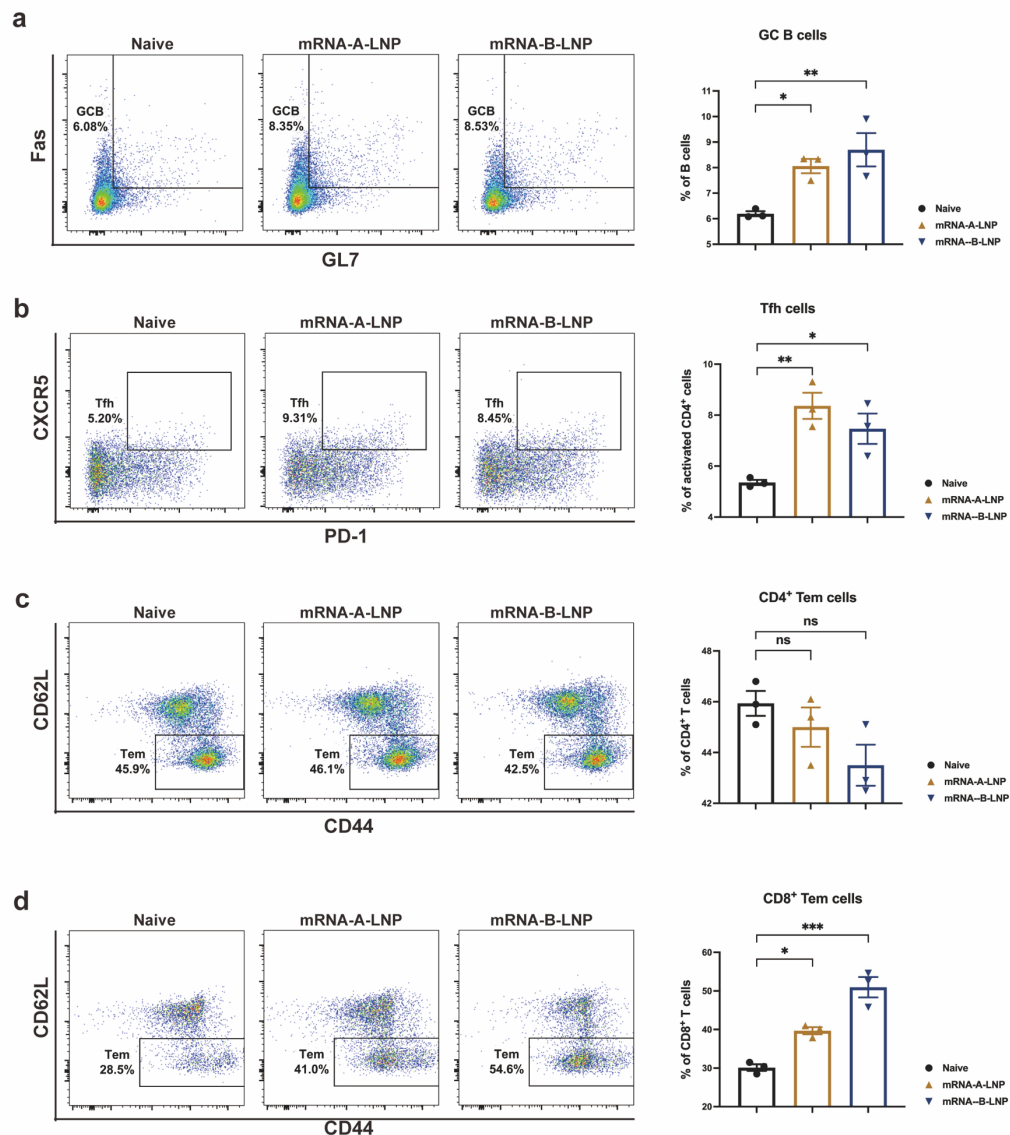 a
Naive mRNA-A-LNP mRNA-B-LNP
GC B cells
Fas
GCB
6.08%
GCB
8.35%
GCB
8.53%
GL7
% of B cells
11
10
9
8
7
6
5
**
*
Naive
mRNA-A-LNP
mRNA--B-LNP
b
Naive mRNA-A-LNP mRNA-B-LNP
Tfh cells
CXCR5
Tfh
5.20%
Tfh
9.31%
Tfh
8.45%
PD-1
% of activated CD4+ cells
10
8
6
4
*
**
Naive
mRNA-A-LNP
mRNA--B-LNP
c
Naive mRNA-A-LNP mRNA-B-LNP
CD4+ Tem cells
CD62L
Tem
45.9%
Tem
46.1%
Tem
42.5%
CD44
% of CD4+ T cells
48
46
44
42
ns
ns
Naive
mRNA-A-LNP
mRNA--B-LNP
d
Naive mRNA-A-LNP mRNA-B-LNP
CD8+ Tem cells
CD62L
Tem
28.5%
Tem
41.0%
Tem
54.6%
CD44
% of CD8+ T cells
60
50
40
30
20
***
*
Naive
mRNA-A-LNP
mRNA--B-LNP